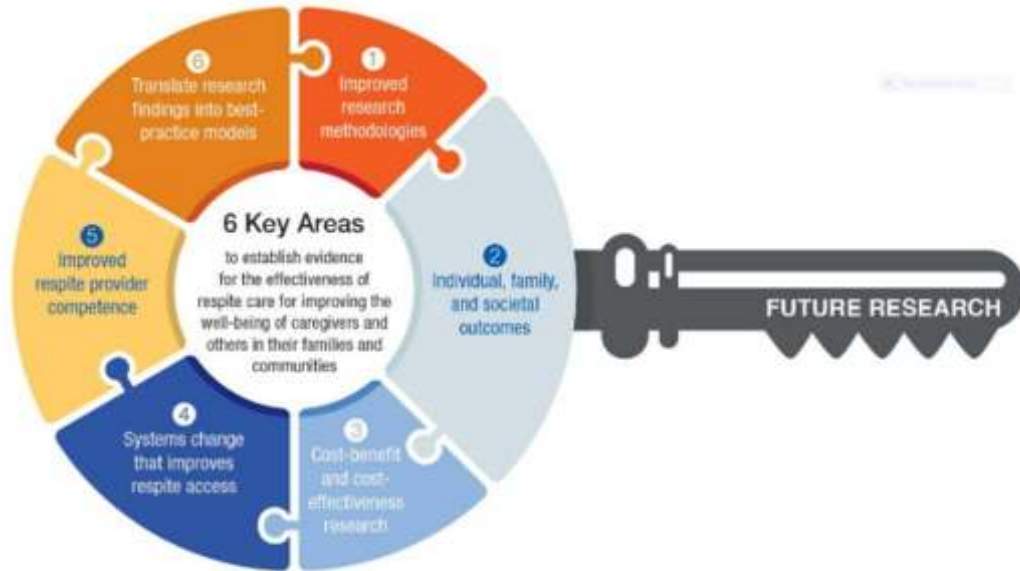 6 Key Areas
to establish evidence
for the effectiveness of
respite care for improving the
well-being of caregivers and
others in their families and
communities
1
Improved
research
methodologies
2
Individual, family,
and societal
outcomes
3
Cost-benefit
and cost-
effectiveness
research
4
Systems change
that improves
respite access
5
Improved
respite provider
competence
6
Translate research
findings into best-
practice models
FUTURE RESEARCH